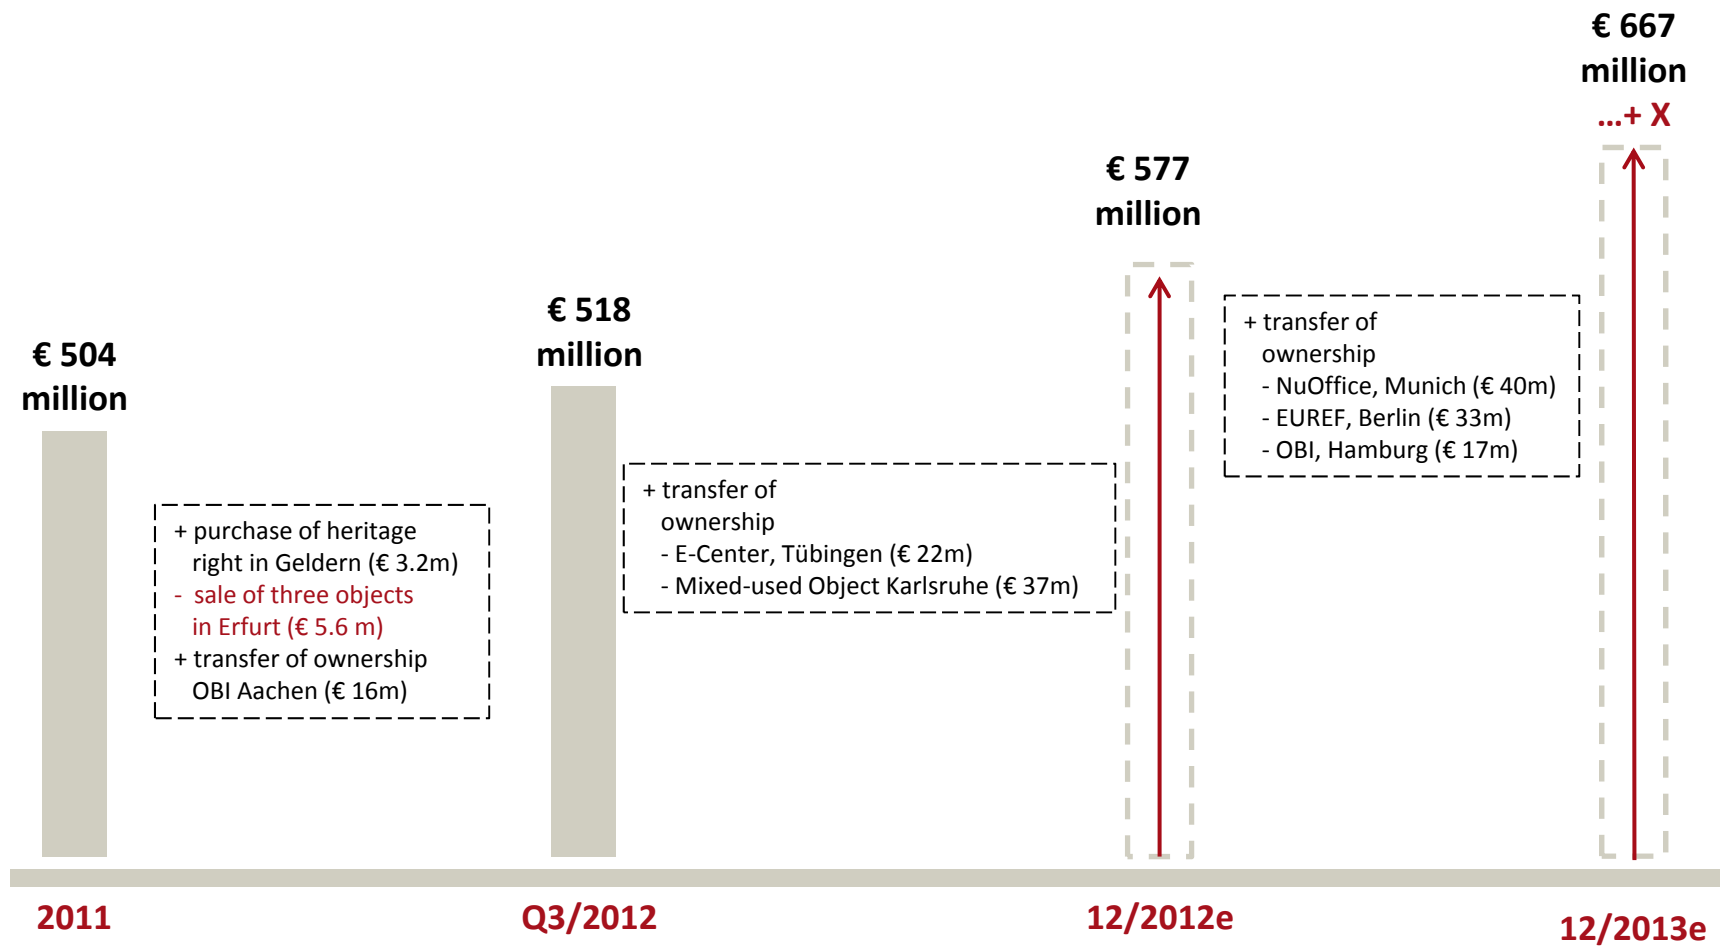 € 504
million
+ purchase of heritage
right in Geldern (€ 3.2m)
- sale of three objects
in Erfurt (€ 5.6 m)
+ transfer of ownership
OBI Aachen (€ 16m)
€ 518
million
+ transfer of
ownership
- E-Center, Tübingen (€ 22m)
- Mixed-used Object Karlsruhe (€ 37m)
€ 577
million
+ transfer of
ownership
- NuOffice, Munich (€ 40m)
- EUREF, Berlin (€ 33m)
- OBI, Hamburg (€ 17m)
€ 667
million
...+ X
2011
Q3/2012
12/2012e
12/2013e